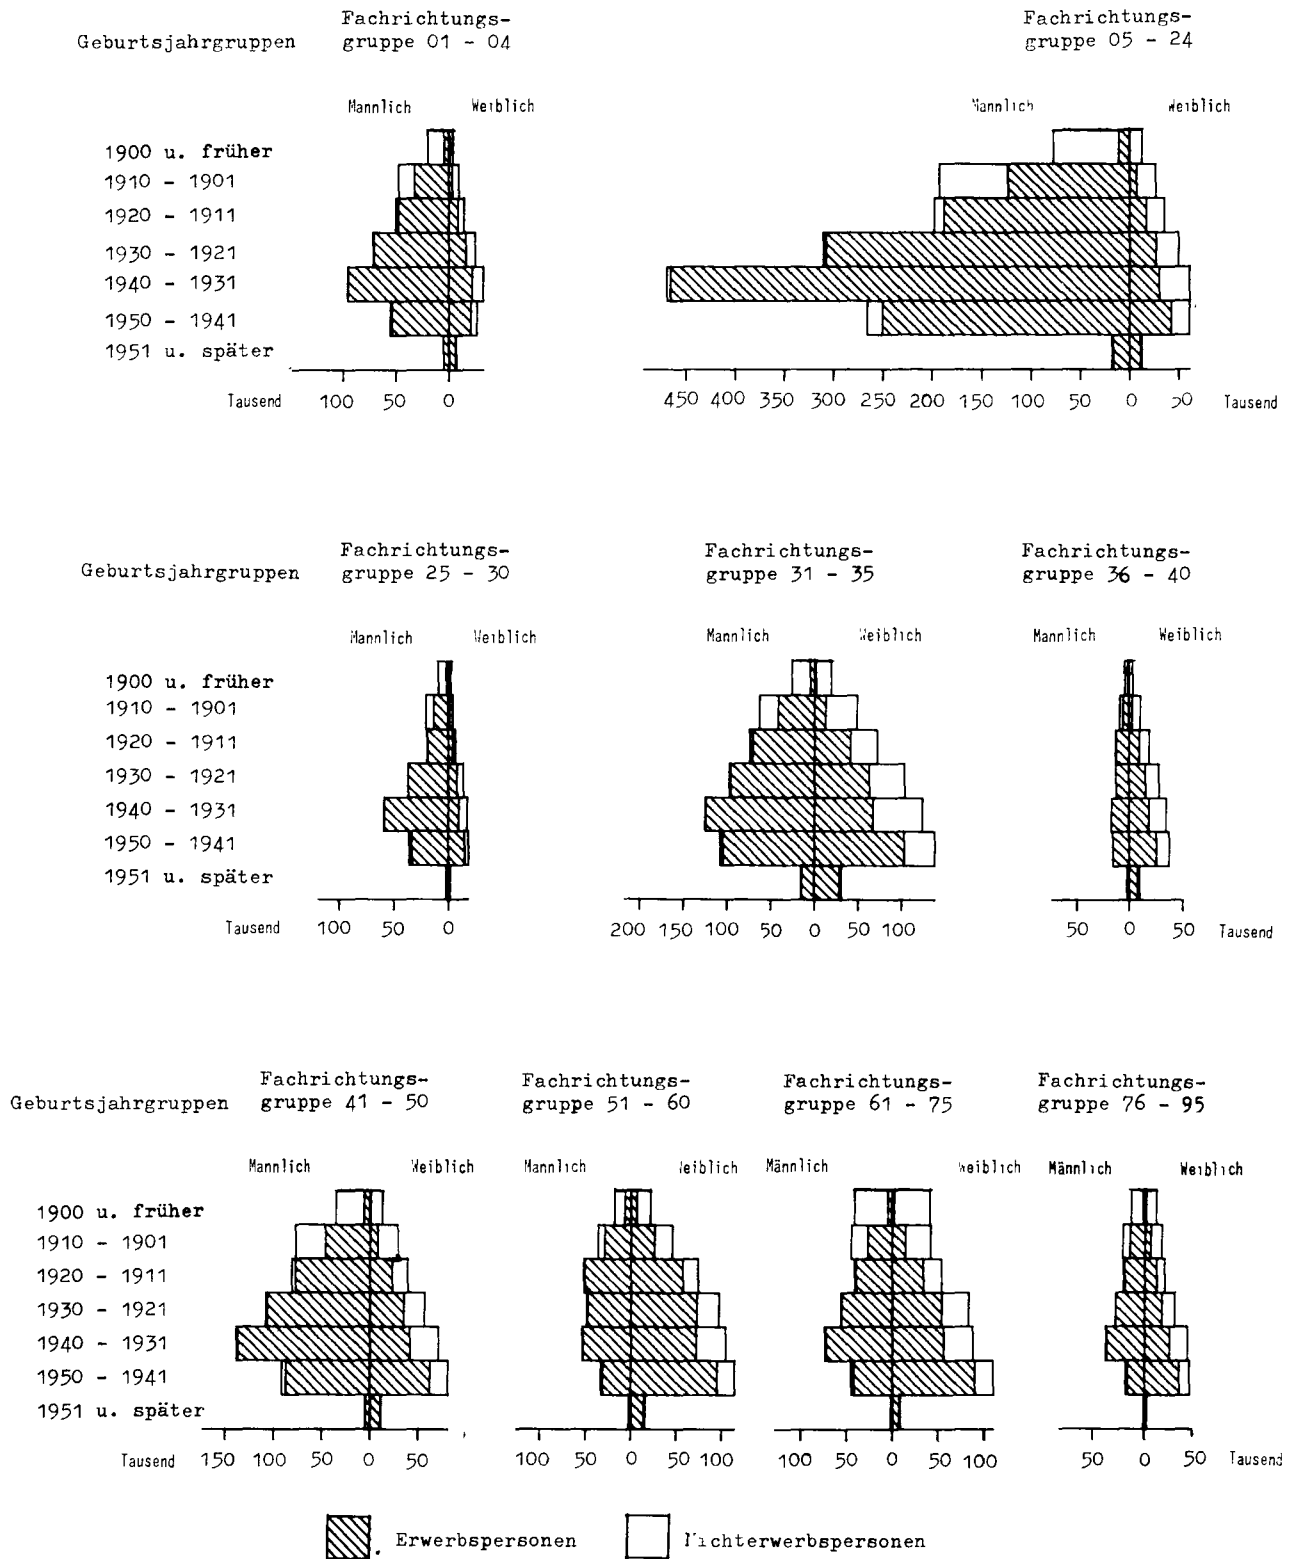 Fachrichtungs- Fachrichtungs-
Geburtsjahrgruppen gruppe 01 - 04 gruppe 05 - 24
Mannlich Weiblich Mannlich Weiblich
1900 u. früher
1910 - 1901
1920 - 1911
1930 - 1921
1940 - 1931
1950 - 1941
1951 u. später
Tausend 100 50 0 450 400 350 300 250 200 150 100 50 0 50 Tausend
Fachrichtungs- Fachrichtungs- Fachrichtungs-
Geburtsjahrgruppen gruppe 25 - 30 gruppe 31 - 35 gruppe 36 - 40
Mannlich Weiblich Mannlich Weiblich Mannlich Weiblich
1900 u. früher
1910 - 1901
1920 - 1911
1930 - 1921
1940 - 1931
1950 - 1941
1951 u. später
Tausend 100 50 0 200 150 100 50 0 50 100 50 0 50 Tausend
Fachrichtungs- Fachrichtungs- Fachrichtungs- Fachrichtungs-
Geburtsjahrgruppen gruppe 41 - 50 gruppe 51 - 60 gruppe 61 - 75 gruppe 76 - 95
Mannlich Weiblich Mannlich Weiblich Männlich Weiblich Männlich Weiblich
1900 u. früher
1910 - 1901
1920 - 1911
1930 - 1921
1940 - 1931
1950 - 1941
1951 u. später
Tausend 150 100 50 0 50 100 50 0 50 100 100 50 0 50 100 50 0 50 Tausend
Erwerbspersonen Nichterwerbspersonen